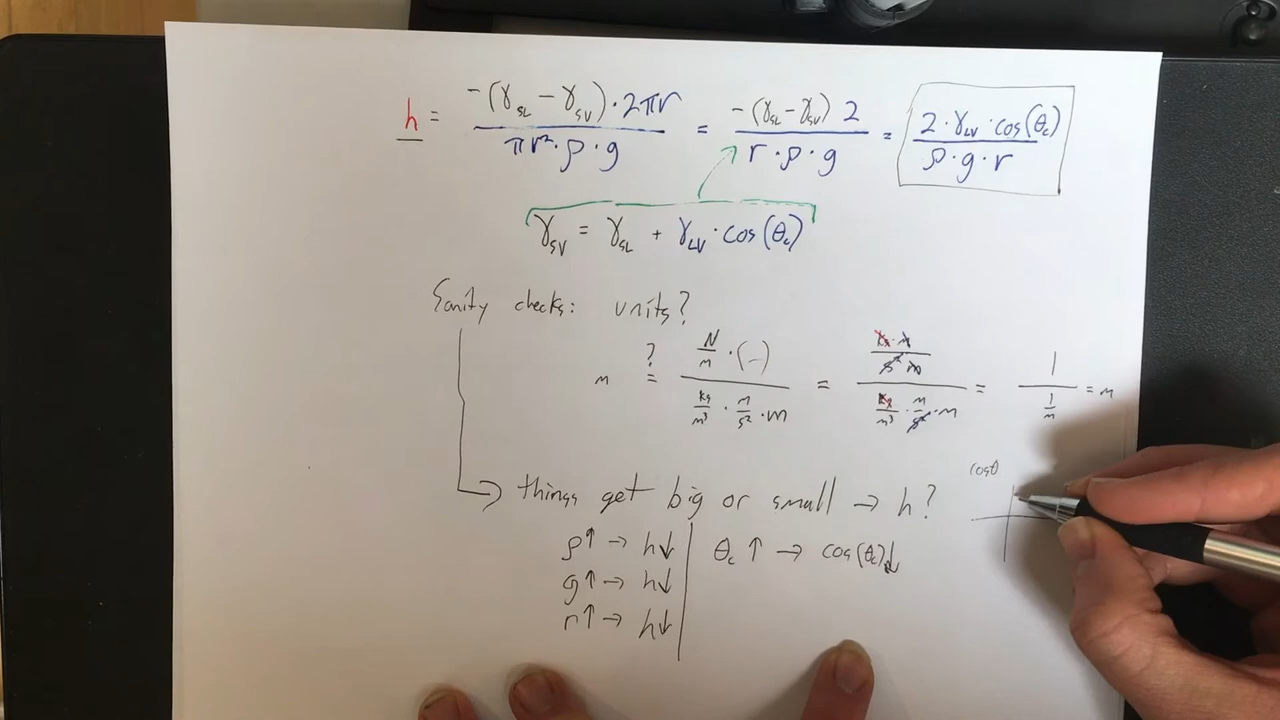 h = -(γSL - γSV)·2πr / πr²·ρ·g = -(γSL - γSV) 2 / r·ρ·g = 2·γLV·cos(θc) / ρ·g·r
γSV = γSL + γLV·cos(θc)
Sanity checks: units?
m ?= N/m·(-) / kg/m³·m/s²·m = kg·m/s² m / kg/m³·m/s²·m = 1 / 1/m = m
cosθ
things get big or small → h?
ρ↑ → h↓ θc↑ → cos(θc)↓
g↑ → h↓
r↑ → h↓